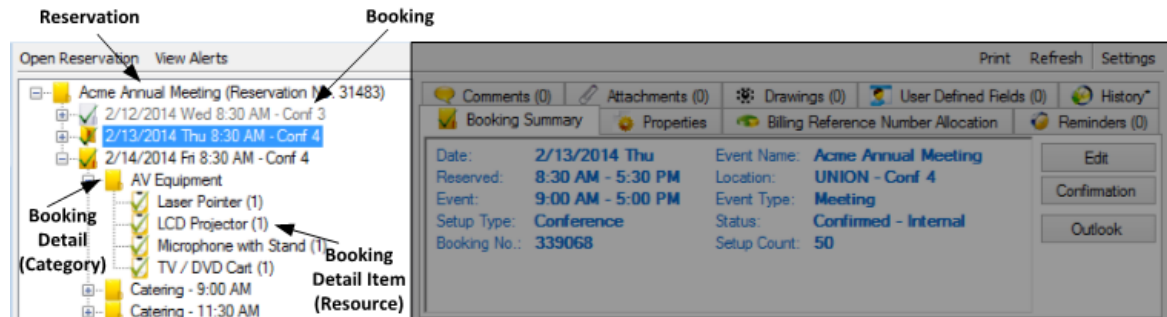 Reservation Booking
Open Reservation View Alerts Print Refresh Settings
Acme Annual Meeting (Reservation No. 31483)
2/12/2014 Wed 8:30 AM - Conf 3
2/13/2014 Thu 8:30 AM - Conf 4
2/14/2014 Fri 8:30 AM - Conf 4
AV Equipment
Laser Pointer (1)
LCD Projector (1)
Microphone with Stand (1)
TV / DVD Cart (1)
Catering - 9:00 AM
Catering - 11:30 AM
Booking
Detail
(Category)
Booking
Detail Item
(Resource)
Comments (0) Attachments (0) Drawings (0) User Defined Fields (0) History*
Booking Summary Properties Billing Reference Number Allocation Reminders (0)
Date: 2/13/2014 Thu Event Name: Acme Annual Meeting
Reserved: 8:30 AM - 5:30 PM Location: UNION - Conf 4
Event: 9:00 AM - 5:00 PM Event Type: Meeting
Setup Type: Conference Status: Confirmed - Internal
Booking No.: 339068 Setup Count: 50
Edit
Confirmation
Outlook